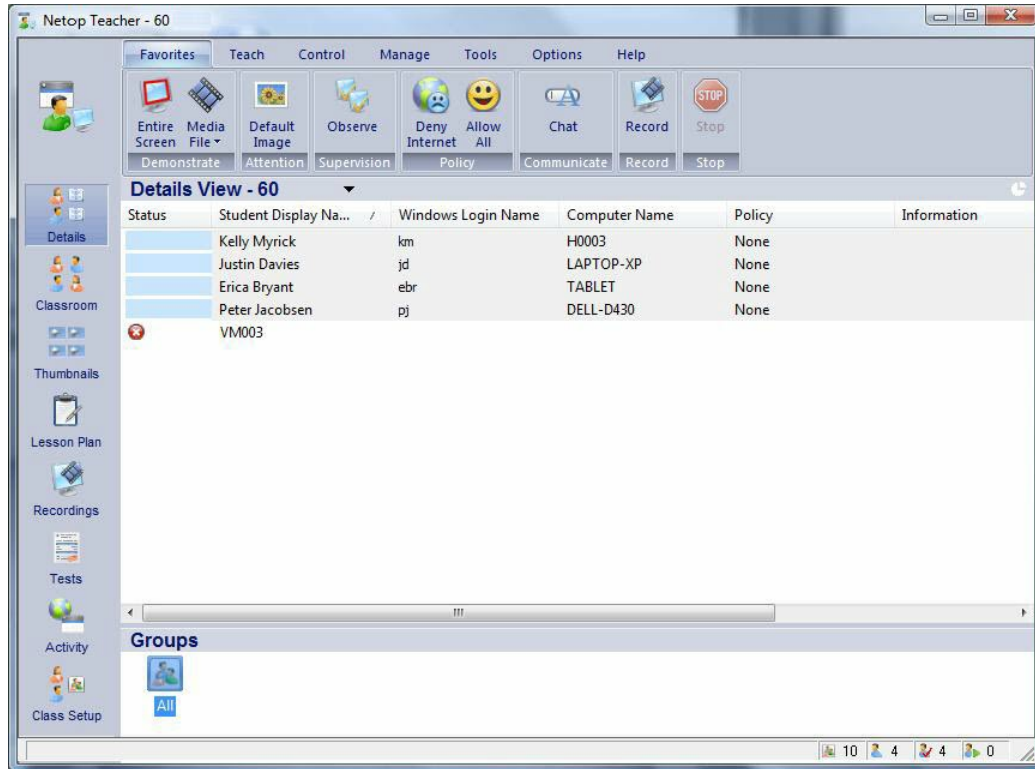 Netop Teacher - 60
Favorites Teach Control Manage Tools Options Help
Entire Screen Media File Default Image Observe Deny Internet Allow All Chat Record STOP Stop
Demonstrate Attention Supervision Policy Communicate Record Stop
Details View - 60
Status Student Display Na... Windows Login Name Computer Name Policy Information
Kelly Myrick km H0003 None
Justin Davies jd LAPTOP-XP None
Erica Bryant ebr TABLET None
Peter Jacobsen pj DELL-D430 None
VM003
Details
Classroom
Thumbnails
Lesson Plan
Recordings
Tests
Activity
Class Setup
Groups
All
10 4 4 0